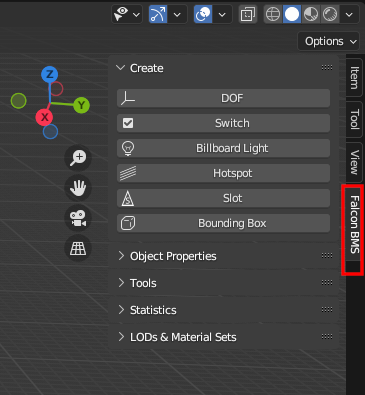 Options
Z
Y
X
Create
DOF
Switch
Billboard Light
Hotspot
Slot
Bounding Box
Object Properties
Tools
Statistics
LODs & Material Sets
Item
Tool
View
Falcon BMS